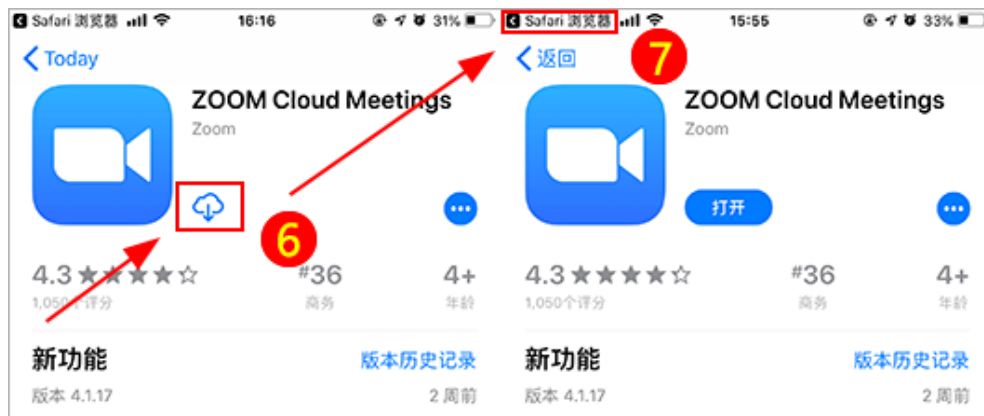 Safari 浏览器 16:16 31%
Today
ZOOM Cloud Meetings
Zoom
6
4.3 #36 4+
1,050个评分 商务 年龄
新功能 版本历史记录
版本 4.1.17 2 周前
Safari 浏览器 15:55 33%
返回 7
ZOOM Cloud Meetings
Zoom
打开
4.3 #36 4+
1,050个评分 商务 年龄
新功能 版本历史记录
版本 4.1.17 2 周前